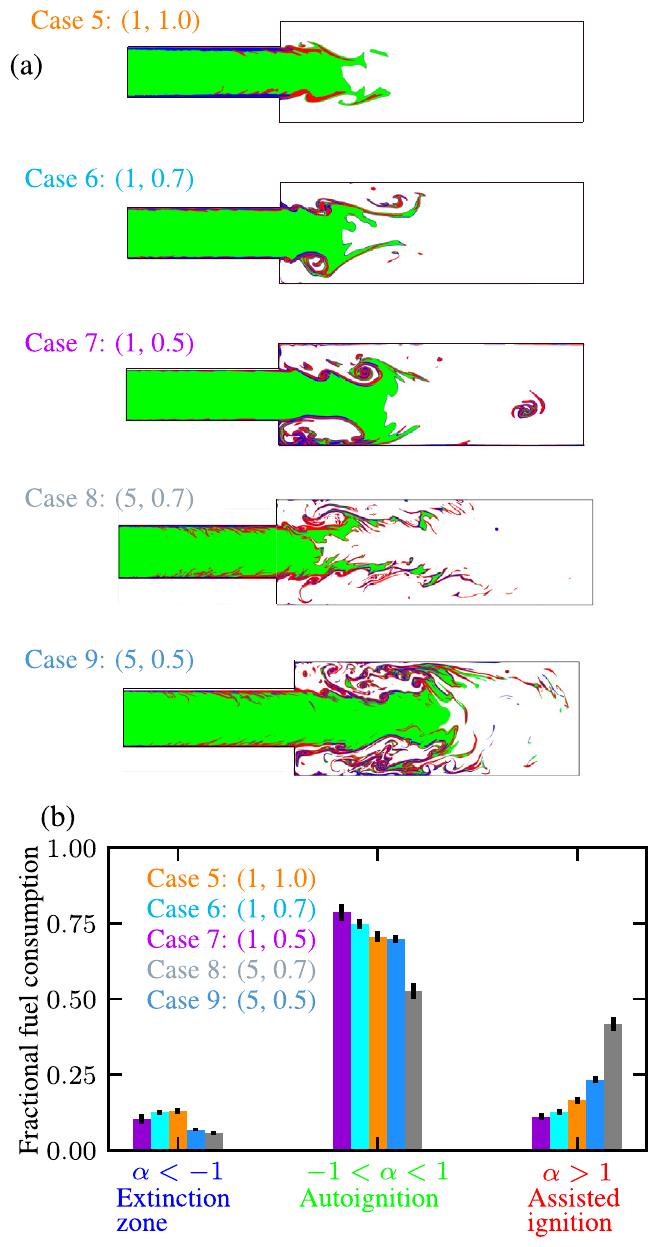 Case 5: (1, 1.0)
(a)
Case 6: (1, 0.7)
Case 7: (1, 0.5)
Case 8: (5, 0.7)
Case 9: (5, 0.5)
(b)
Fractional fuel consumption
1.00
0.75
0.50
0.25
0.00
Case 5: (1, 1.0)
Case 6: (1, 0.7)
Case 7: (1, 0.5)
Case 8: (5, 0.7)
Case 9: (5, 0.5)
α < −1
Extinction
zone
−1 < α < 1
Autoignition
α > 1
Assisted
ignition